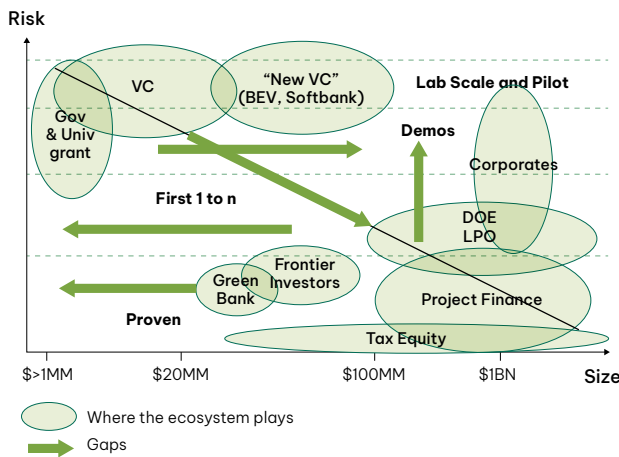 Risk
VC
“New VC”
(BEV, Softbank)
Lab Scale and Pilot
Gov
& Univ
grant
Demos
Corporates
First 1 to n
DOE
LPO
Frontier
Investors
Green
Bank
Project Finance
Proven
Tax Equity
$>1MM
$20MM
$100MM
$1BN
Size
Where the ecosystem plays
Gaps